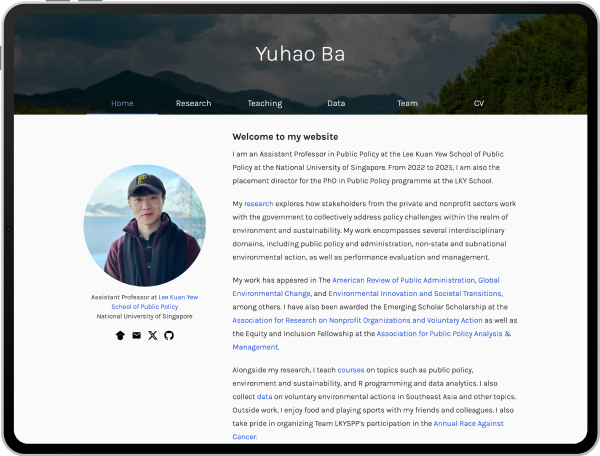 Yuhao Ba
Home Research Teaching Data Team CV
Welcome to my website
I am an Assistant Professor in Public Policy at the Lee Kuan Yew School of Public
Policy at the National University of Singapore. From 2022 to 2025, I am also the
placement director for the PhD in Public Policy programme at the LKY School.
My research explores how stakeholders from the private and nonprofit sectors work
with the government to collectively address policy challenges within the realm of
environment and sustainability. My work encompasses several interdisciplinary
domains, including public policy and administration, non-state and subnational
environmental action, as well as performance evaluation and management.
My work has appeared in The American Review of Public Administration, Global
Environmental Change, and Environmental Innovation and Societal Transitions,
among others. I have also been awarded the Emerging Scholar Scholarship at the
Association for Research on Nonprofit Organizations and Voluntary Action as well as
the Equity and Inclusion Fellowship at the Association for Public Policy Analysis &
Management.
Alongside my research, I teach courses on topics such as public policy,
environment and sustainability, and R programming and data analytics. I also
collect data on voluntary environmental actions in Southeast Asia and other topics.
Outside work, I enjoy food and playing sports with my friends and colleagues. I also
take pride in organizing Team LKYSPP's participation in the Annual Race Against
Cancer.
Assistant Professor at Lee Kuan Yew
School of Public Policy
National University of Singapore